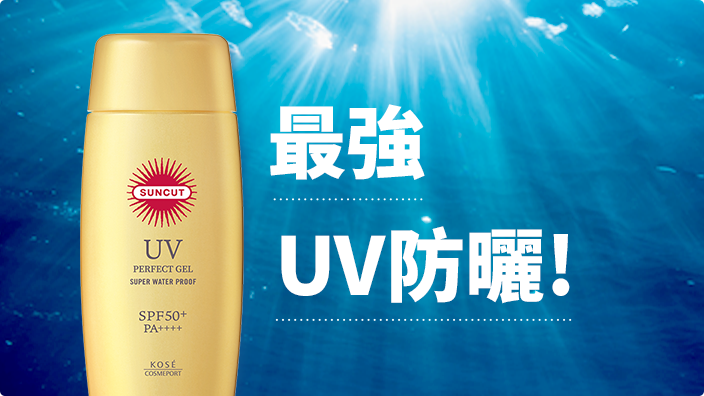 SUNCUT
UV
PERFECT GEL
SUPER WATER PROOF
SPF50+
PA++++
KOSÉ
COSMEPORT
最強
UV防曬!